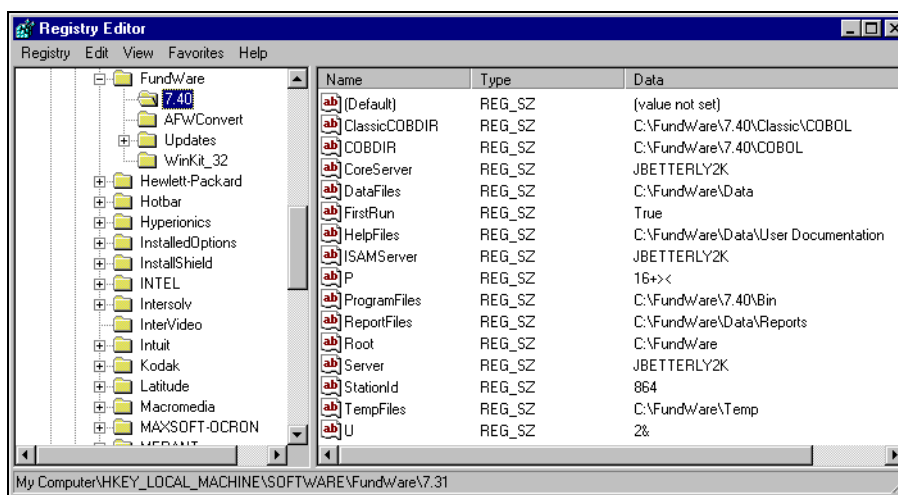 Registry Editor
Registry Edit View Favorites Help
FundWare
7.40
AFWConvert
Updates
WinKit_32
Hewlett-Packard
Hotbar
Hyperionics
InstalledOptions
InstallShield
INTEL
Intersolv
InterVideo
Intuit
Kodak
Latitude
Macromedia
MAXSOFT-OCRON
MERANT
Name Type Data
(Default) REG_SZ (value not set)
ClassicCOBDIR REG_SZ C:\FundWare\7.40\Classic\COBOL
COBDIR REG_SZ C:\FundWare\7.40\COBOL
CoreServer REG_SZ JBETTERLY2K
DataFiles REG_SZ C:\FundWare\Data
FirstRun REG_SZ True
HelpFiles REG_SZ C:\FundWare\Data\User Documentation
ISAMServer REG_SZ JBETTERLY2K
P REG_SZ 16+><
ProgramFiles REG_SZ C:\FundWare\7.40\Bin
ReportFiles REG_SZ C:\FundWare\Data\Reports
Root REG_SZ C:\FundWare
Server REG_SZ JBETTERLY2K
StationId REG_SZ 864
TempFiles REG_SZ C:\FundWare\Temp
U REG_SZ 2&
My Computer\HKEY_LOCAL_MACHINE\SOFTWARE\FundWare\7.31